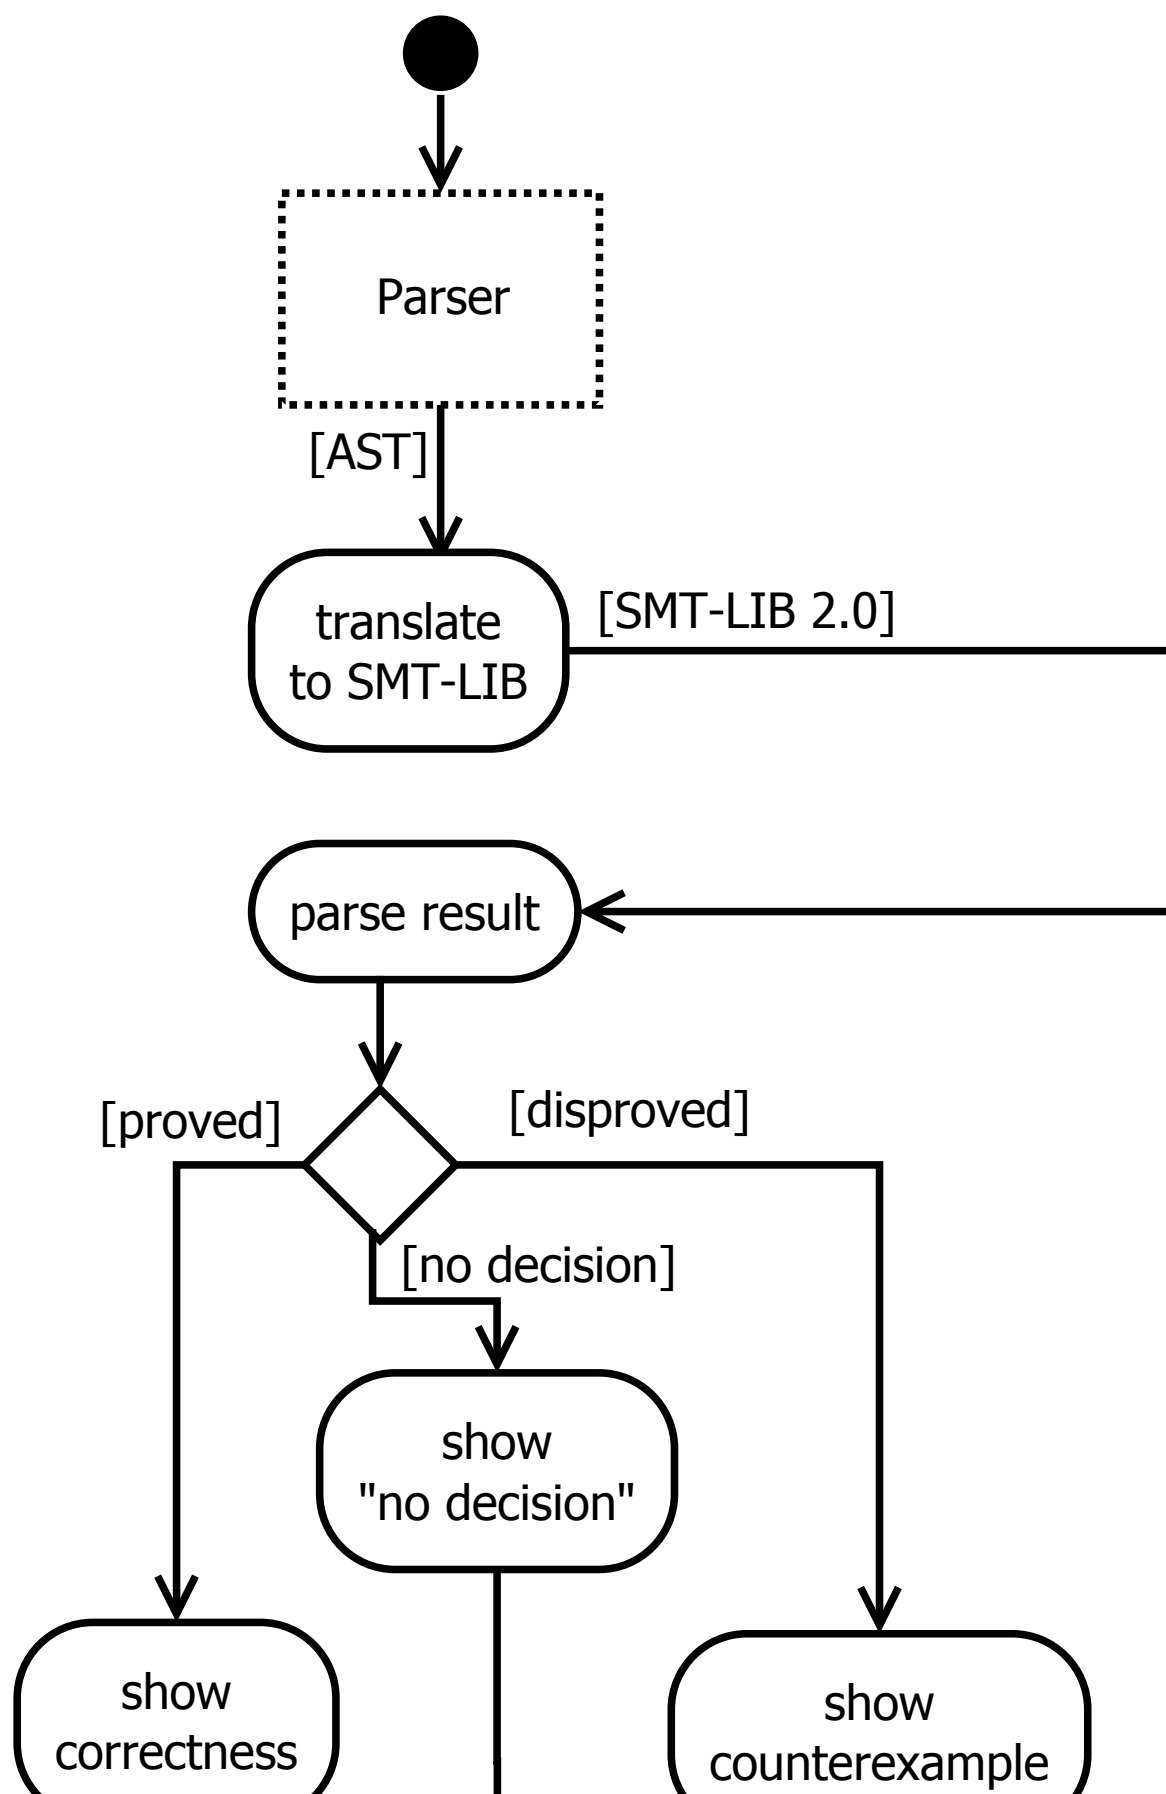 Parser
[AST]
translate
to SMT-LIB
[SMT-LIB 2.0]
parse result
[proved]
[disproved]
[no decision]
show
"no decision"
show
correctness
show
counterexample